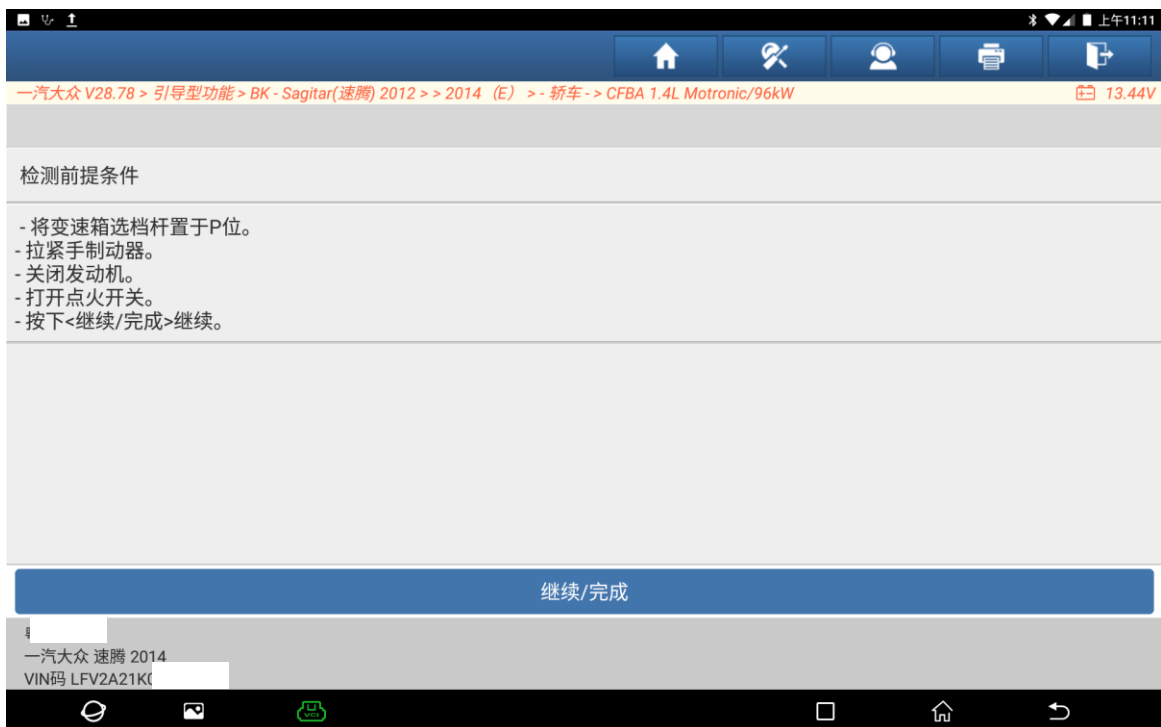 上午11:11
一汽大众 V28.78 > 引导型功能 > BK - Sagitar(速腾) 2012 > > 2014（E） > - 轿车 - > CFBA 1.4L Motronic/96kW
13.44V
检测前提条件
- 将变速箱选档杆置于P位。
- 拉紧手制动器。
- 关闭发动机。
- 打开点火开关。
- 按下<继续/完成>继续。
继续/完成
一汽大众 速腾 2014
VIN码 LFV2A21K
VCI